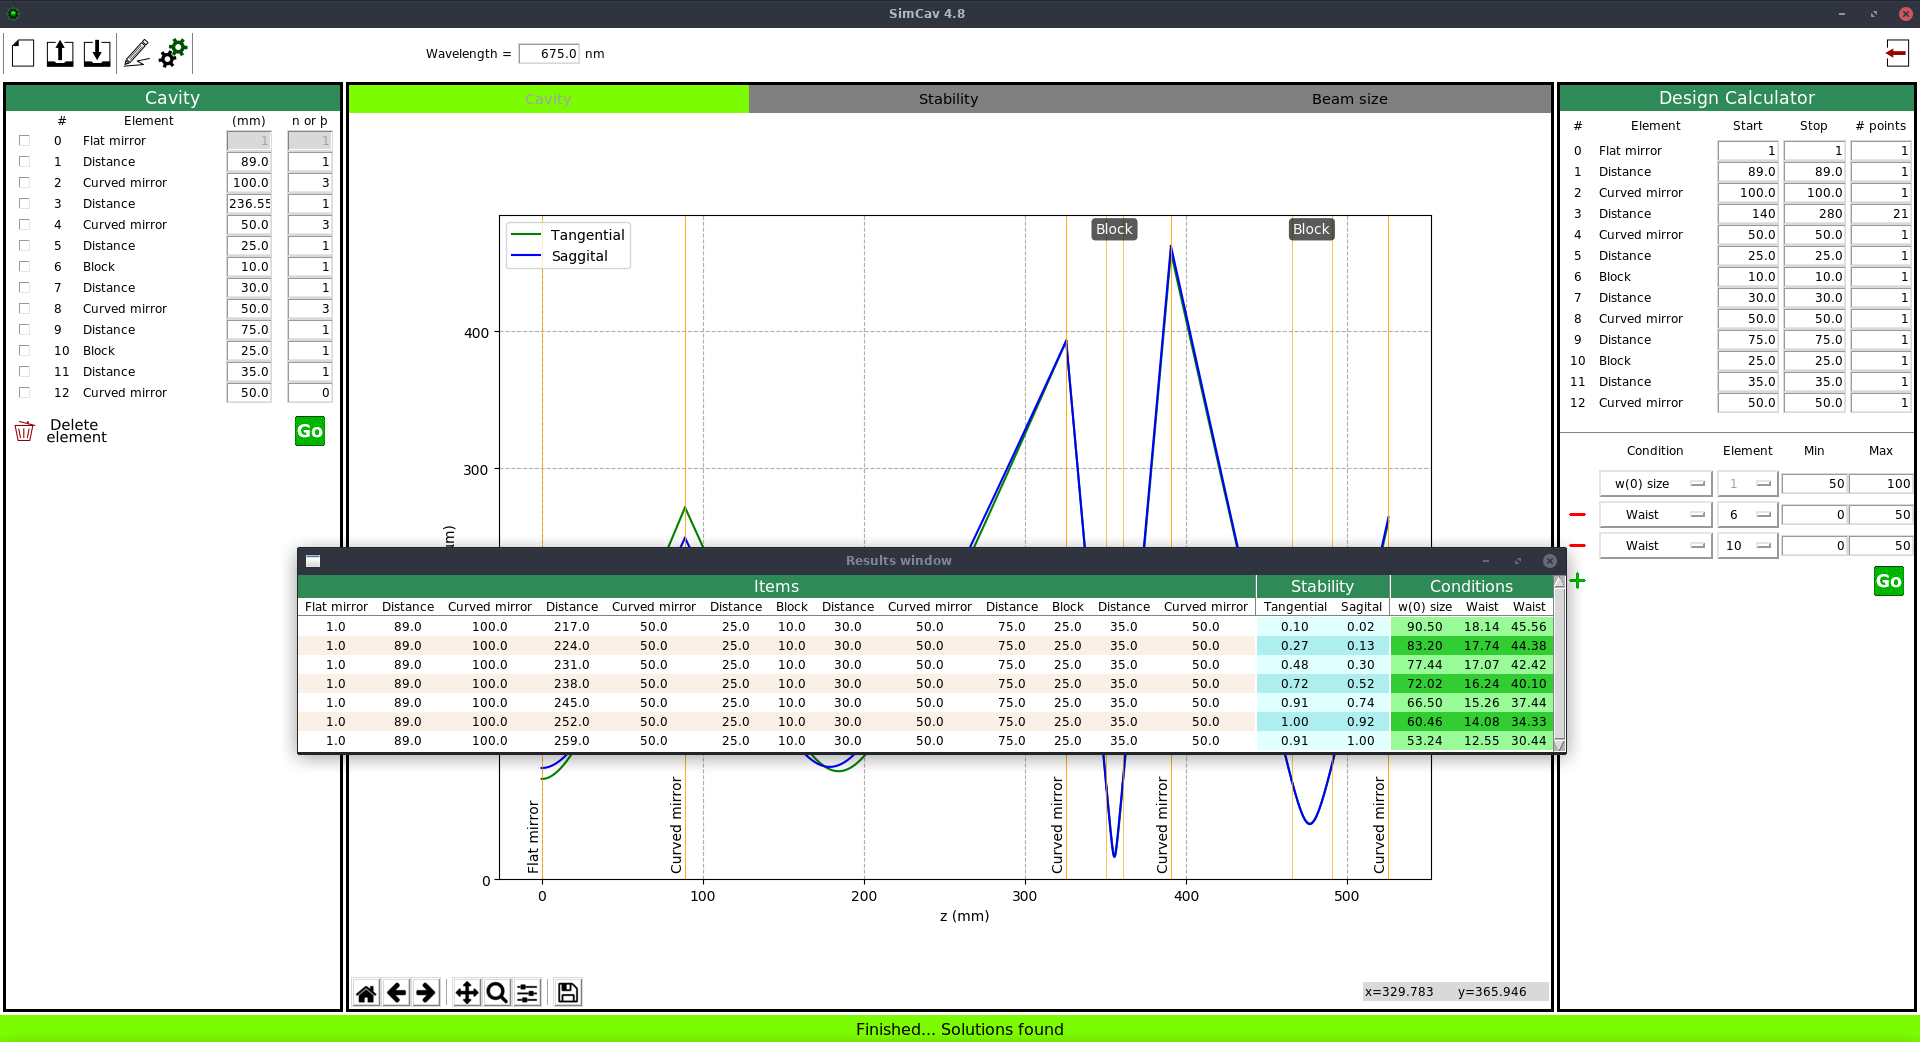 SimCav 4.8
Wavelength = 675.0 nm
Cavity
# Element (mm) n or þ
0 Flat mirror 1 1
1 Distance 89.0 1
2 Curved mirror 100.0 3
3 Distance 236.55 1
4 Curved mirror 50.0 3
5 Distance 25.0 1
6 Block 10.0 1
7 Distance 30.0 1
8 Curved mirror 50.0 3
9 Distance 75.0 1
10 Block 25.0 1
11 Distance 35.0 1
12 Curved mirror 50.0 0
Delete
element
Go
Cavity Stability Beam size
Tangential
Saggital
Block Block
400
300
0
um)
Flat mirror
Curved mirror
Curved mirror
Curved mirror
Curved mirror
0 100 200 300 400 500
z (mm)
x=329.783 y=365.946
Design Calculator
# Element Start Stop # points
0 Flat mirror 1 1 1
1 Distance 89.0 89.0 1
2 Curved mirror 100.0 100.0 1
3 Distance 140 280 21
4 Curved mirror 50.0 50.0 1
5 Distance 25.0 25.0 1
6 Block 10.0 10.0 1
7 Distance 30.0 30.0 1
8 Curved mirror 50.0 50.0 1
9 Distance 75.0 75.0 1
10 Block 25.0 25.0 1
11 Distance 35.0 35.0 1
12 Curved mirror 50.0 50.0 1
Condition Element Min Max
w(0) size 1 50 100
Waist 6 0 50
Waist 10 0 50
Go
Results window
Items Stability Conditions
Flat mirror Distance Curved mirror Distance Curved mirror Distance Block Distance Curved mirror Distance Block Distance Curved mirror Tangential Sagital w(0) size Waist Waist
1.0 89.0 100.0 217.0 50.0 25.0 10.0 30.0 50.0 75.0 25.0 35.0 50.0 0.10 0.02 90.50 18.14 45.56
1.0 89.0 100.0 224.0 50.0 25.0 10.0 30.0 50.0 75.0 25.0 35.0 50.0 0.27 0.13 83.20 17.74 44.38
1.0 89.0 100.0 231.0 50.0 25.0 10.0 30.0 50.0 75.0 25.0 35.0 50.0 0.48 0.30 77.44 17.07 42.42
1.0 89.0 100.0 238.0 50.0 25.0 10.0 30.0 50.0 75.0 25.0 35.0 50.0 0.72 0.52 72.02 16.24 40.10
1.0 89.0 100.0 245.0 50.0 25.0 10.0 30.0 50.0 75.0 25.0 35.0 50.0 0.91 0.74 66.50 15.26 37.44
1.0 89.0 100.0 252.0 50.0 25.0 10.0 30.0 50.0 75.0 25.0 35.0 50.0 1.00 0.92 60.46 14.08 34.33
1.0 89.0 100.0 259.0 50.0 25.0 10.0 30.0 50.0 75.0 25.0 35.0 50.0 0.91 1.00 53.24 12.55 30.44
Finished... Solutions found